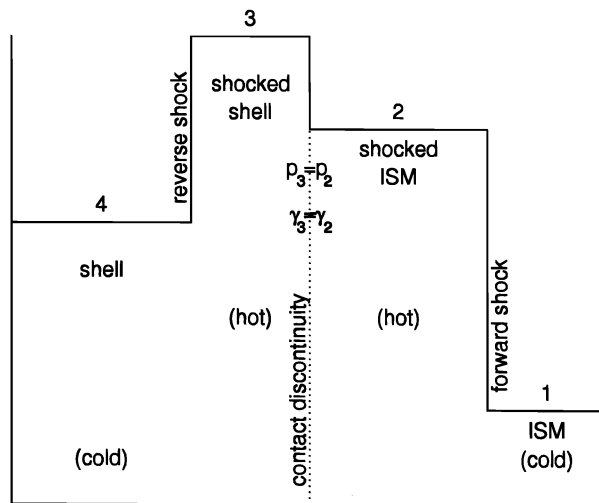 3
shocked
shell
reverse shock
2
shocked
ISM
p₃=p₂
γ₃=γ₂
4
shell
(hot)
(hot)
contact discontinuity
forward shock
1
ISM
(cold)
(cold)